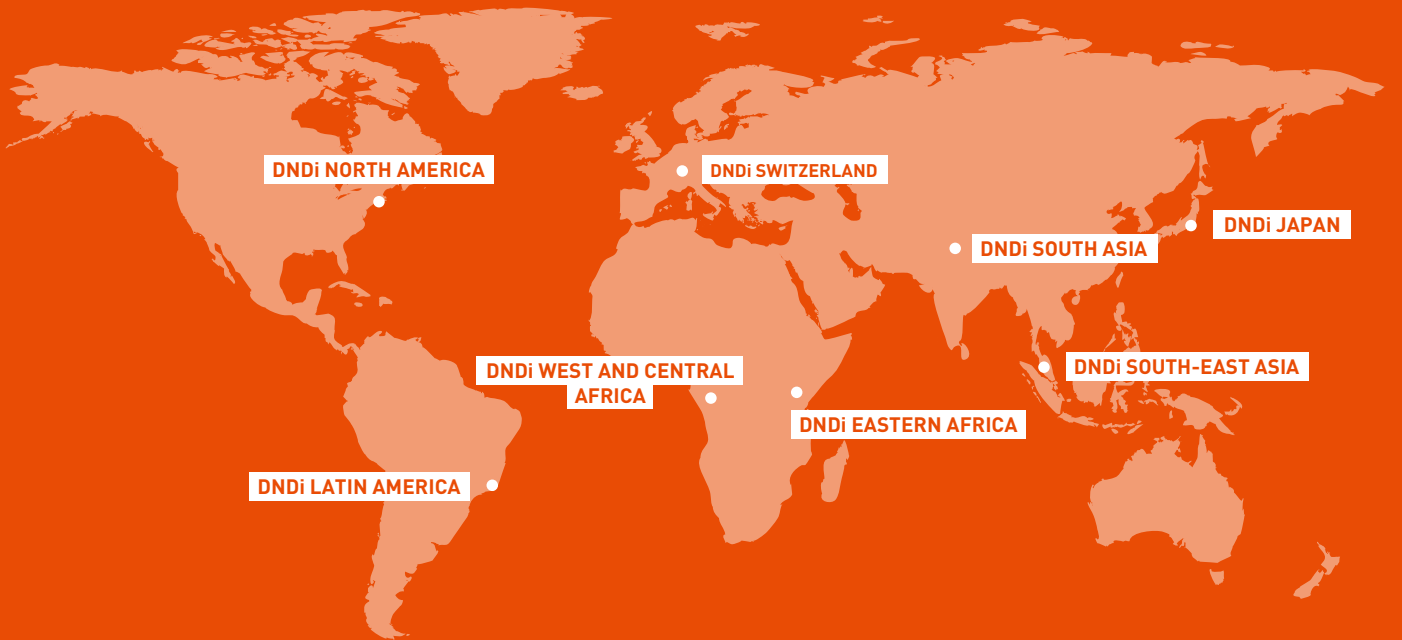 DNDi NORTH AMERICA
DNDi SWITZERLAND
DNDi JAPAN
DNDi SOUTH ASIA
DNDi WEST AND CENTRAL
AFRICA
DNDi SOUTH-EAST ASIA
DNDi EASTERN AFRICA
DNDi LATIN AMERICA